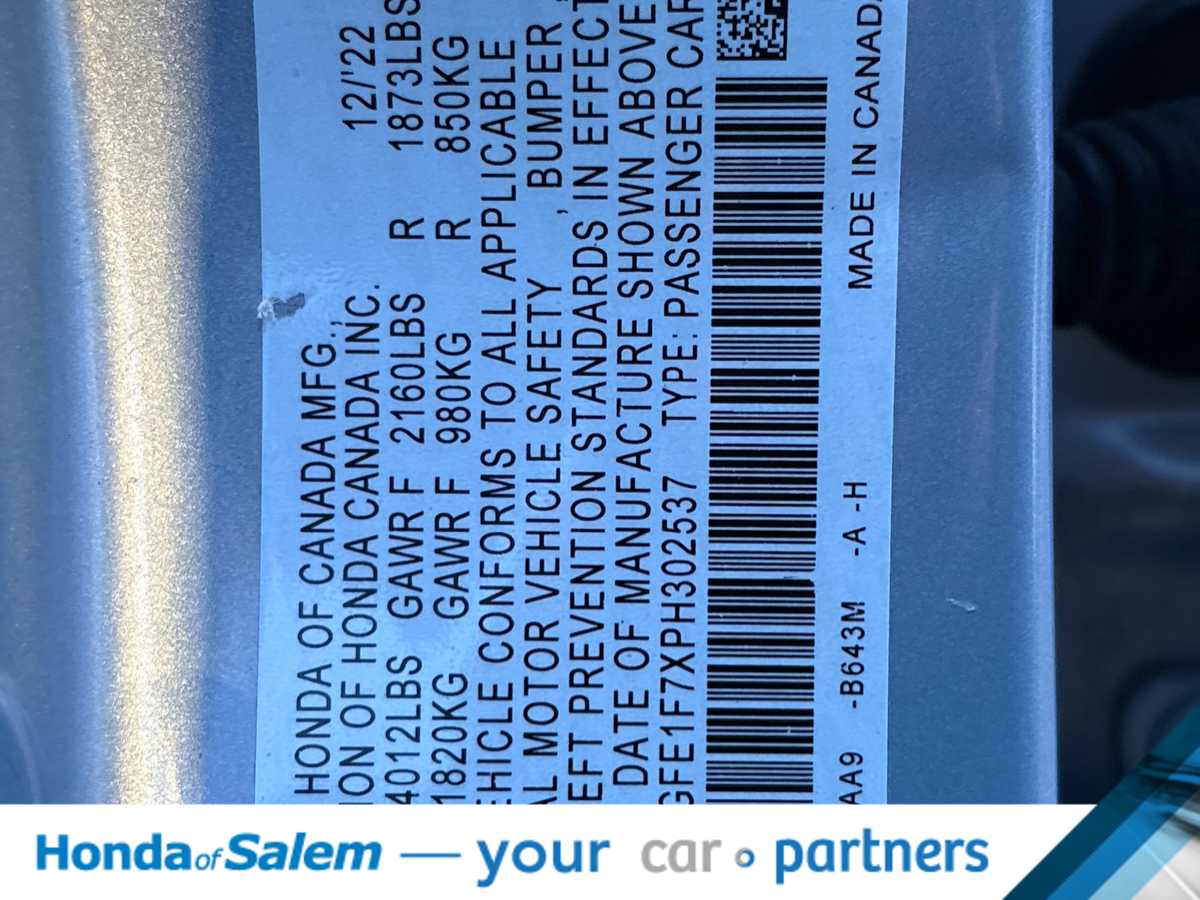 HONDA OF CANADA MFG.,
ION OF HONDA CANADA INC. 12/'22
4012LBS GAWR F 2160LBS R 1873LBS
1820KG GAWR F 980KG R 850KG
EHICLE CONFORMS TO ALL APPLICABLE
AL MOTOR VEHICLE SAFETY , BUMPER ,
EFT PREVENTION STANDARDS IN EFFECT
DATE OF MANUFACTURE SHOWN ABOVE
GFE1F7XPH302537 TYPE: PASSENGER CAR
AA9 -B643M -A -H MADE IN CANADA
Honda of Salem — your car partners